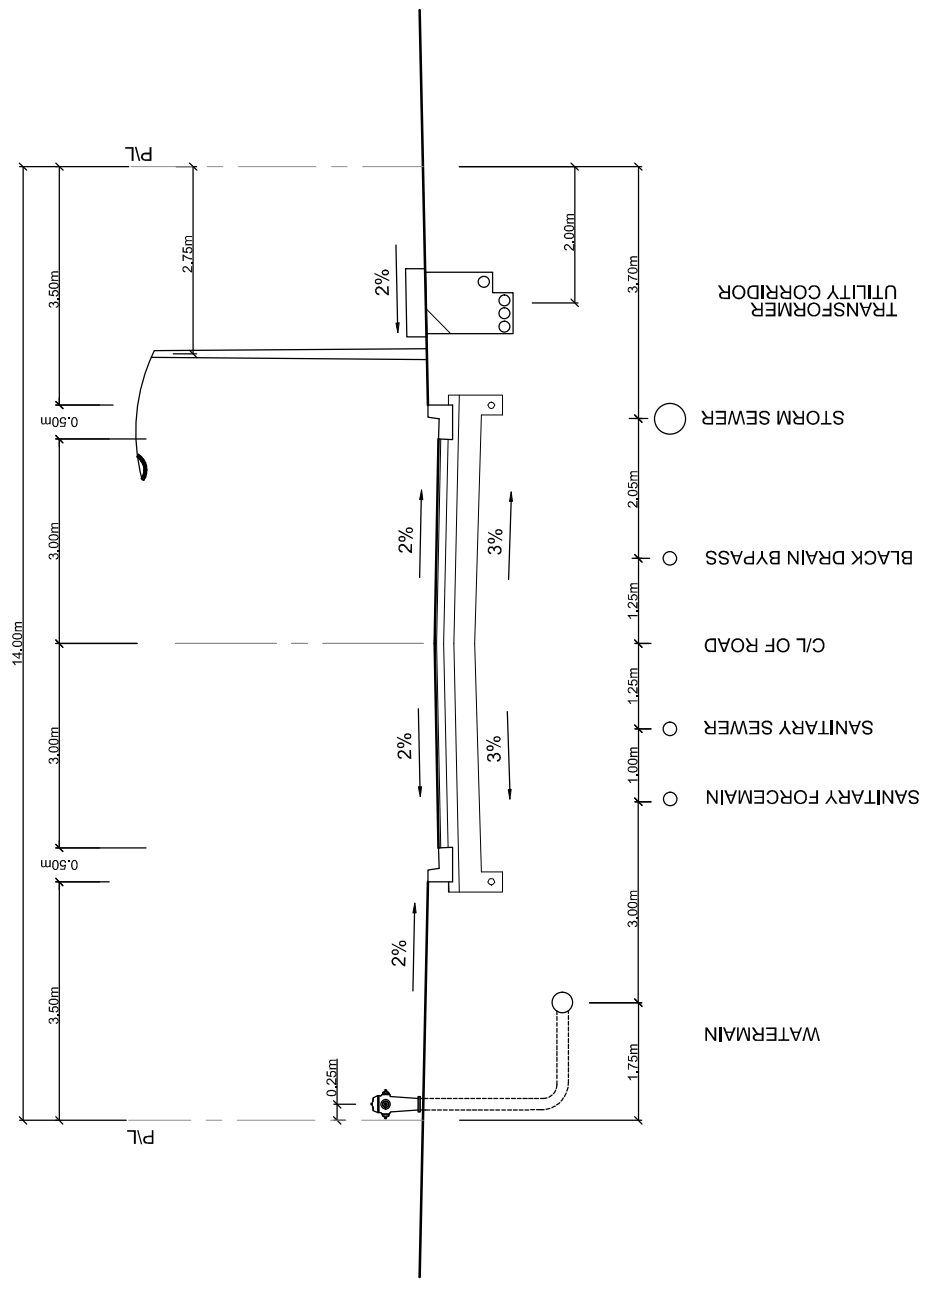 P\L
14.00m
3.50m
2.75m
0.50m
3.00m
3.00m
0.50m
3.50m
0.25m
P\L
2%
2%
3%
2%
3%
2%
2.00m
3.70m
2.05m
1.25m
1.25m
1.00m
3.00m
1.75m
TRANSFORMER
UTILITY CORRIDOR
STORM SEWER
BLACK DRAIN BYPASS
C/L OF ROAD
SANITARY SEWER
SANITARY FORCEMAIN
WATERMAIN